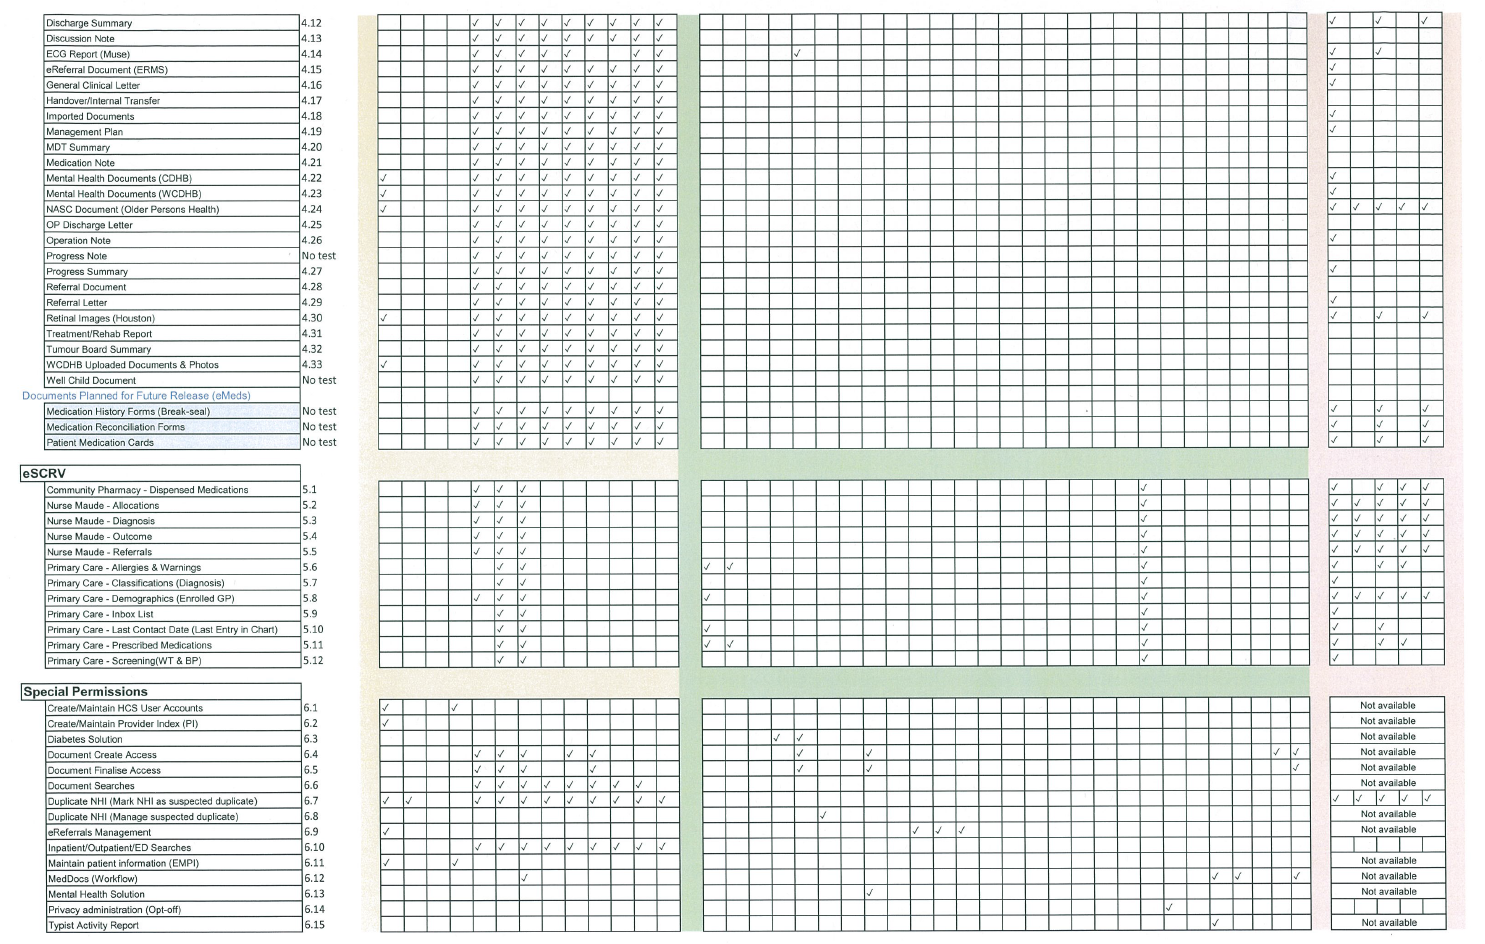 Discharge Summary 4.12 ✓ ✓ ✓ ✓ ✓ ✓ ✓ ✓ ✓ ✓ ✓ ✓
Discussion Note 4.13 ✓ ✓ ✓ ✓ ✓ ✓ ✓ ✓ ✓
ECG Report (Muse) 4.14 ✓ ✓ ✓ ✓ ✓ ✓ ✓ ✓ ✓ ✓
eReferral Document (ERMS) 4.15 ✓ ✓ ✓ ✓ ✓ ✓ ✓ ✓ ✓ ✓
General Clinical Letter 4.16 ✓ ✓ ✓ ✓ ✓ ✓ ✓ ✓ ✓ ✓
Handover/Internal Transfer 4.17 ✓ ✓ ✓ ✓ ✓ ✓ ✓ ✓ ✓
Imported Documents 4.18 ✓ ✓ ✓ ✓ ✓ ✓ ✓ ✓ ✓ ✓
Management Plan 4.19 ✓ ✓ ✓ ✓ ✓ ✓ ✓ ✓ ✓ ✓
MDT Summary 4.20 ✓ ✓ ✓ ✓ ✓ ✓ ✓ ✓ ✓
Medication Note 4.21 ✓ ✓ ✓ ✓ ✓ ✓ ✓ ✓ ✓
Mental Health Documents (CDHB) 4.22 ✓ ✓ ✓ ✓ ✓ ✓ ✓ ✓ ✓ ✓ ✓
Mental Health Documents (WCDHB) 4.23 ✓ ✓ ✓ ✓ ✓ ✓ ✓ ✓ ✓ ✓ ✓
NASC Document (Older Persons Health) 4.24 ✓ ✓ ✓ ✓ ✓ ✓ ✓ ✓ ✓ ✓ ✓ ✓ ✓ ✓ ✓
OP Discharge Letter 4.25 ✓ ✓ ✓ ✓ ✓ ✓ ✓ ✓ ✓
Operation Note 4.26 ✓ ✓ ✓ ✓ ✓ ✓ ✓ ✓ ✓ ✓
Progress Note No test ✓ ✓ ✓ ✓ ✓ ✓ ✓ ✓ ✓
Progress Summary 4.27 ✓ ✓ ✓ ✓ ✓ ✓ ✓ ✓ ✓ ✓
Referral Document 4.28 ✓ ✓ ✓ ✓ ✓ ✓ ✓ ✓ ✓
Referral Letter 4.29 ✓ ✓ ✓ ✓ ✓ ✓ ✓ ✓ ✓ ✓
Retinal Images (Houston) 4.30 ✓ ✓ ✓ ✓ ✓ ✓ ✓ ✓ ✓ ✓ ✓ ✓ ✓
Treatment/Rehab Report 4.31 ✓ ✓ ✓ ✓ ✓ ✓ ✓ ✓ ✓
Tumour Board Summary 4.32 ✓ ✓ ✓ ✓ ✓ ✓ ✓ ✓ ✓
WCDHB Uploaded Documents & Photos 4.33 ✓ ✓ ✓ ✓ ✓ ✓ ✓ ✓ ✓ ✓
Well Child Document No test ✓ ✓ ✓ ✓ ✓ ✓ ✓ ✓ ✓
Documents Planned for Future Release (eMeds)
Medication History Forms (Break-seal) No test ✓ ✓ ✓ ✓ ✓ ✓ ✓ ✓ ✓ ✓ ✓ ✓
Medication Reconciliation Forms No test ✓ ✓ ✓ ✓ ✓ ✓ ✓ ✓ ✓ ✓ ✓ ✓
Patient Medication Cards No test ✓ ✓ ✓ ✓ ✓ ✓ ✓ ✓ ✓ ✓ ✓ ✓
eSCRV
Community Pharmacy - Dispensed Medications 5.1 ✓ ✓ ✓ ✓ ✓ ✓ ✓ ✓
Nurse Maude - Allocations 5.2 ✓ ✓ ✓ ✓ ✓ ✓ ✓ ✓ ✓
Nurse Maude - Diagnosis 5.3 ✓ ✓ ✓ ✓ ✓ ✓ ✓ ✓ ✓
Nurse Maude - Outcome 5.4 ✓ ✓ ✓ ✓ ✓ ✓ ✓ ✓ ✓
Nurse Maude - Referrals 5.5 ✓ ✓ ✓ ✓ ✓ ✓ ✓ ✓ ✓
Primary Care - Allergies & Warnings 5.6 ✓ ✓ ✓ ✓ ✓ ✓ ✓ ✓
Primary Care - Classifications (Diagnosis) 5.7 ✓ ✓ ✓ ✓
Primary Care - Demographics (Enrolled GP) 5.8 ✓ ✓ ✓ ✓ ✓ ✓ ✓ ✓ ✓ ✓
Primary Care - Inbox List 5.9 ✓ ✓ ✓ ✓
Primary Care - Last Contact Date (Last Entry in Chart) 5.10 ✓ ✓ ✓ ✓ ✓ ✓
Primary Care - Prescribed Medications 5.11 ✓ ✓ ✓ ✓ ✓ ✓ ✓ ✓
Primary Care - Screening(WT & BP) 5.12 ✓ ✓ ✓ ✓
Special Permissions
Create/Maintain HCS User Accounts 6.1 ✓ ✓ Not available
Create/Maintain Provider Index (PI) 6.2 ✓ Not available
Diabetes Solution 6.3 ✓ ✓ Not available
Document Create Access 6.4 ✓ ✓ ✓ ✓ ✓ ✓ ✓ ✓ ✓ Not available
Document Finalise Access 6.5 ✓ ✓ ✓ ✓ ✓ ✓ ✓ Not available
Document Searches 6.6 ✓ ✓ ✓ ✓ ✓ ✓ ✓ ✓ Not available
Duplicate NHI (Mark NHI as suspected duplicate) 6.7 ✓ ✓ ✓ ✓ ✓ ✓ ✓ ✓ ✓ ✓ ✓ ✓ ✓ ✓ ✓ ✓
Duplicate NHI (Manage suspected duplicate) 6.8 ✓ Not available
eReferrals Management 6.9 ✓ ✓ ✓ ✓ Not available
Inpatient/Outpatient/ED Searches 6.10 ✓ ✓ ✓ ✓ ✓ ✓ ✓ ✓ ✓
Maintain patient information (EMPI) 6.11 ✓ ✓ Not available
MedDocs (Workflow) 6.12 ✓ ✓ ✓ ✓ Not available
Mental Health Solution 6.13 ✓ Not available
Privacy administration (Opt-off) 6.14 ✓
Typist Activity Report 6.15 ✓ Not available